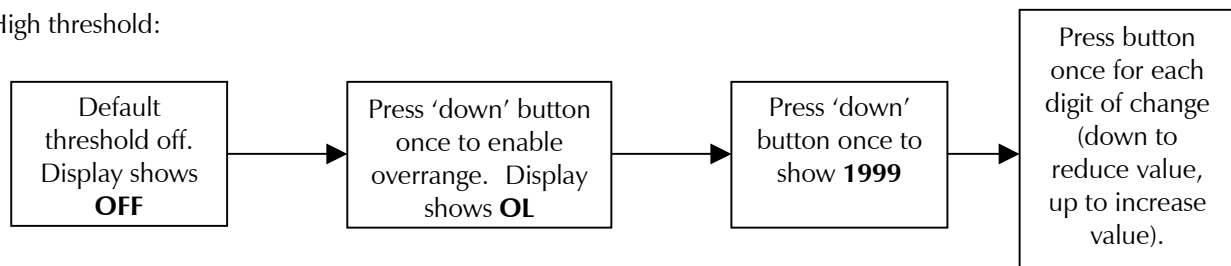 High threshold:
Default
threshold off.
Display shows
OFF
Press ‘down’ button
once to enable
overrange. Display
shows OL
Press ‘down’
button once to
show 1999
Press button
once for each
digit of change
(down to
reduce value,
up to increase
value).